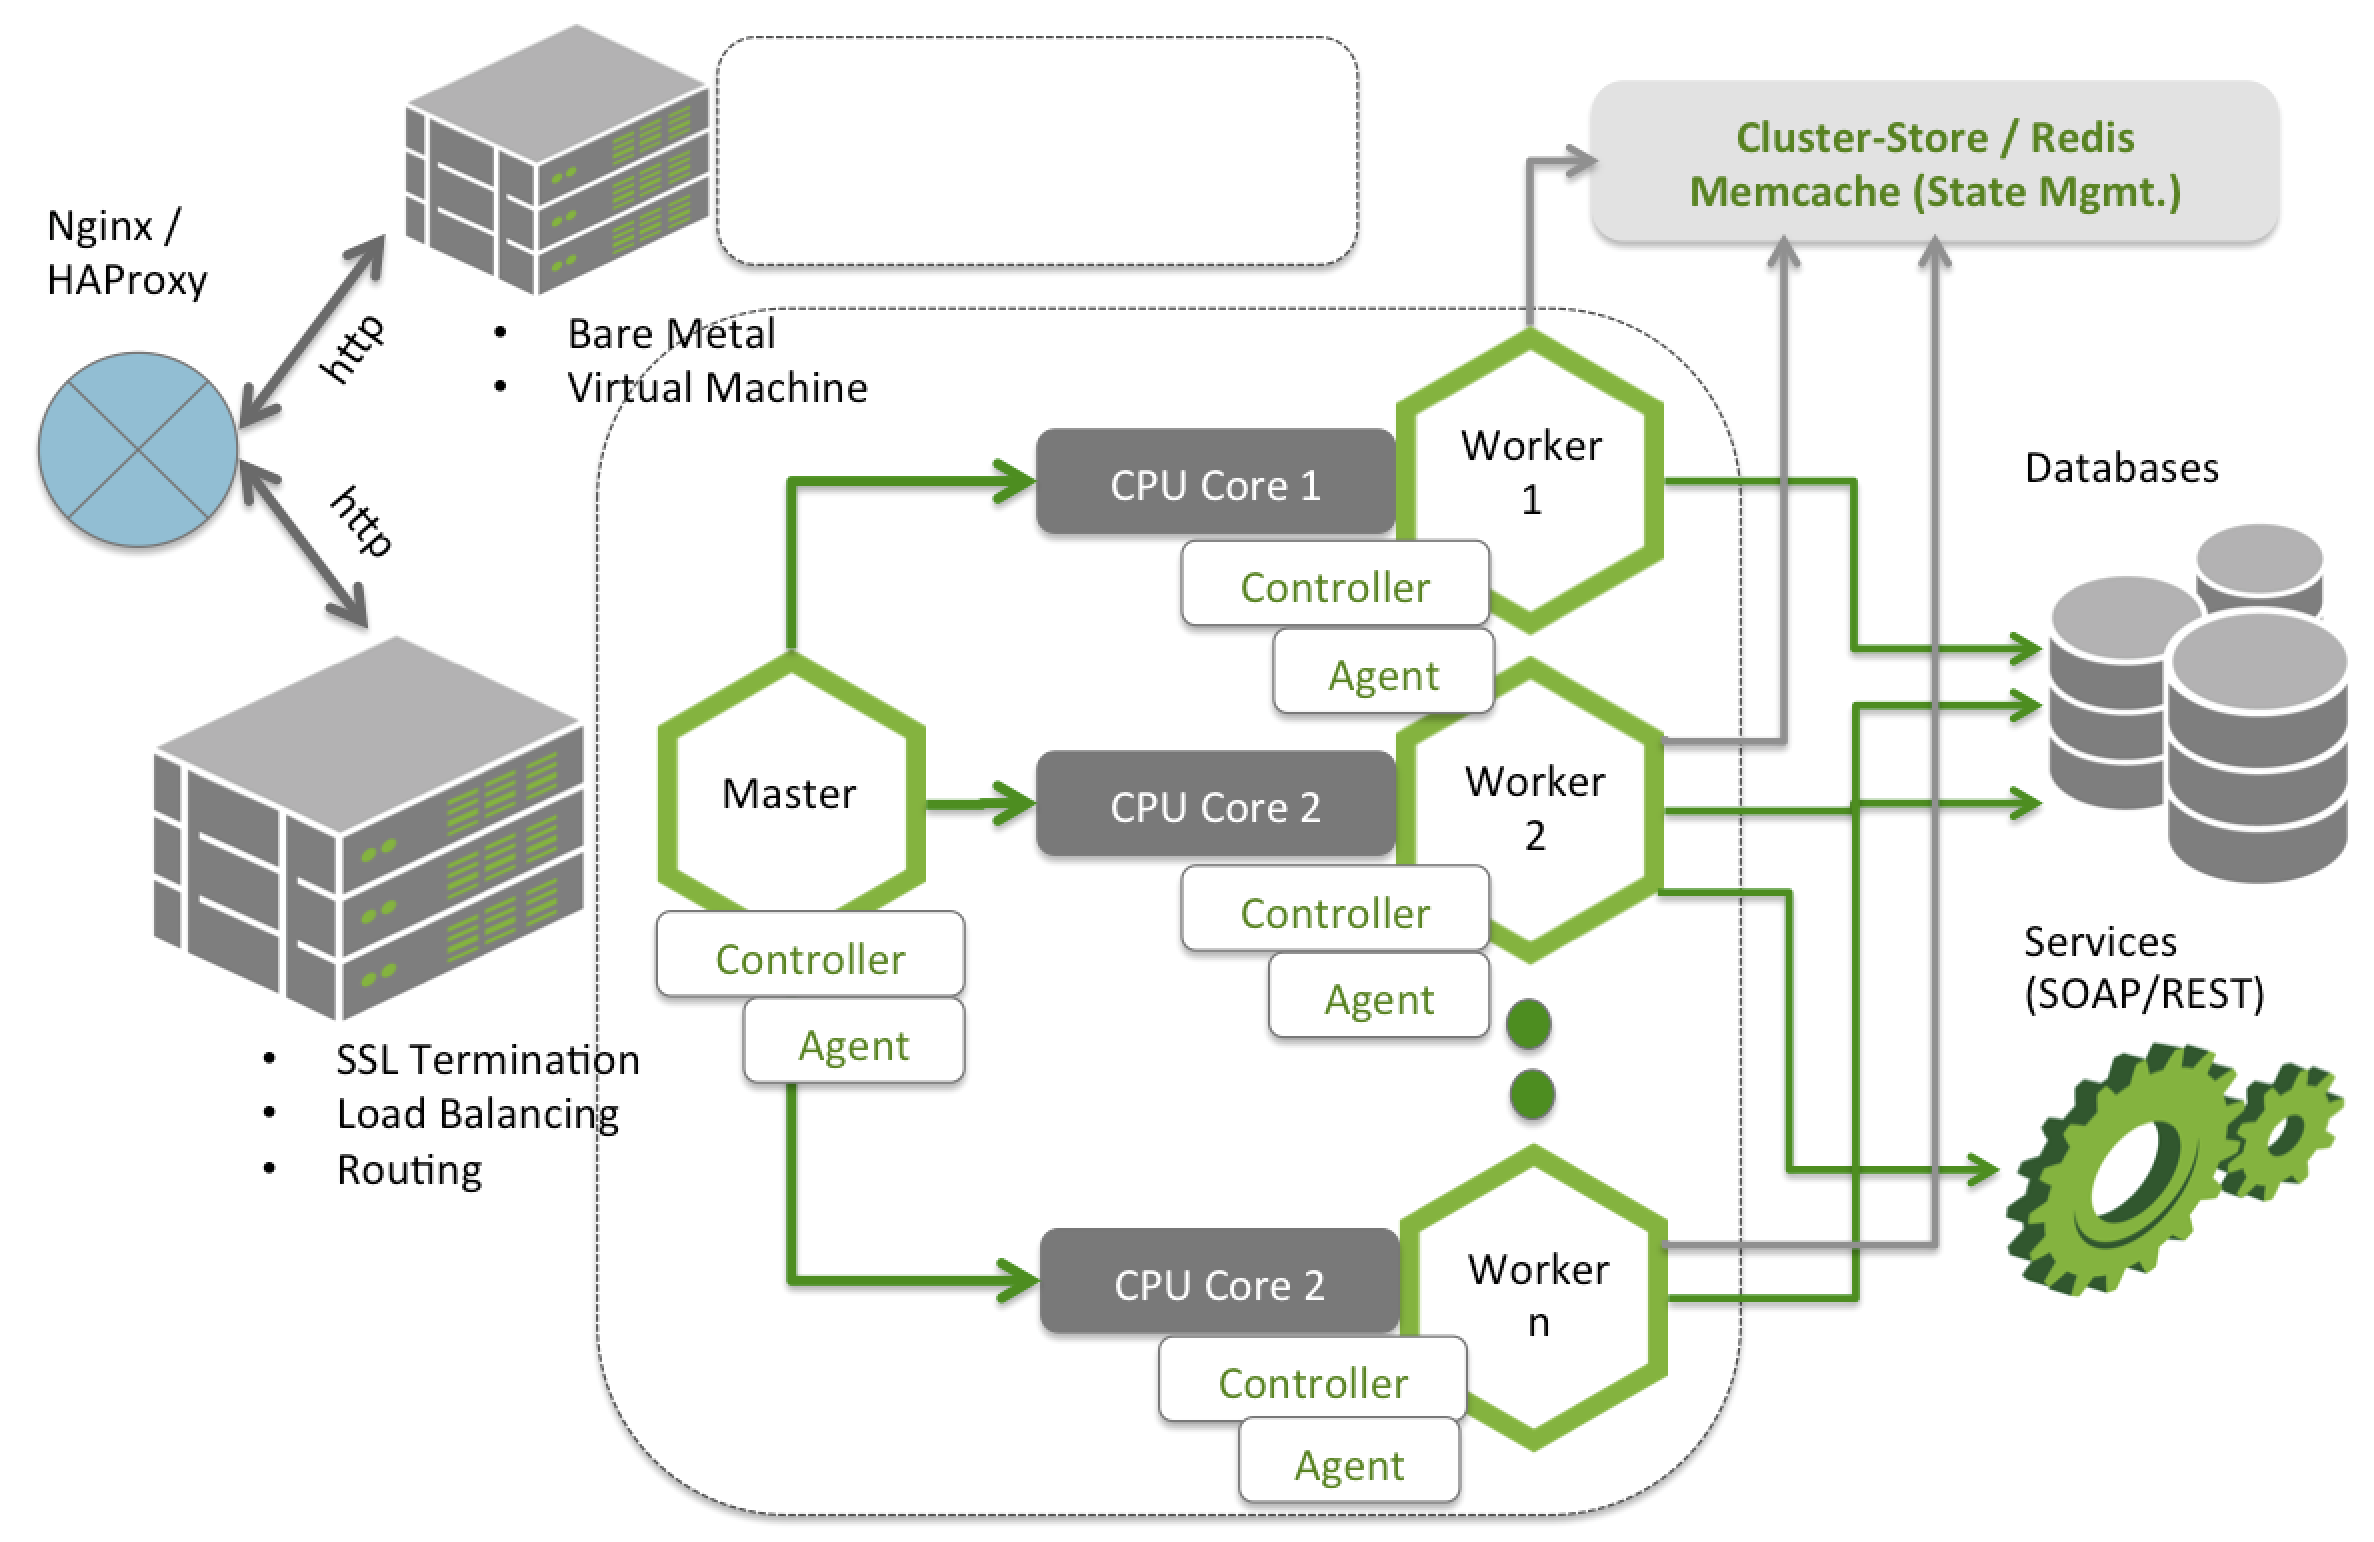 Nginx /
HAProxy
http
http
• Bare Metal
• Virtual Machine
• SSL Termination
• Load Balancing
• Routing
Master
Controller
Agent
CPU Core 1
Worker
1
Controller
Agent
CPU Core 2
Worker
2
Controller
Agent
CPU Core 2
Worker
n
Controller
Agent
Cluster-Store / Redis
Memcache (State Mgmt.)
Databases
Services
(SOAP/REST)